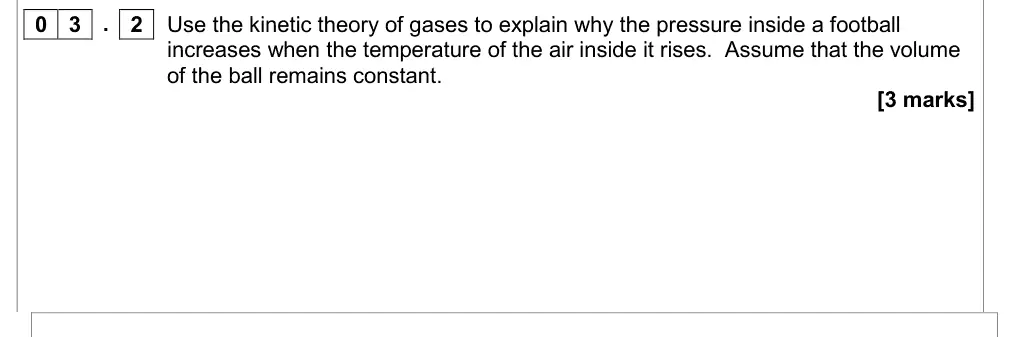 0 3 . 2 Use the kinetic theory of gases to explain why the pressure inside a football
increases when the temperature of the air inside it rises. Assume that the volume
of the ball remains constant.
[3 marks]